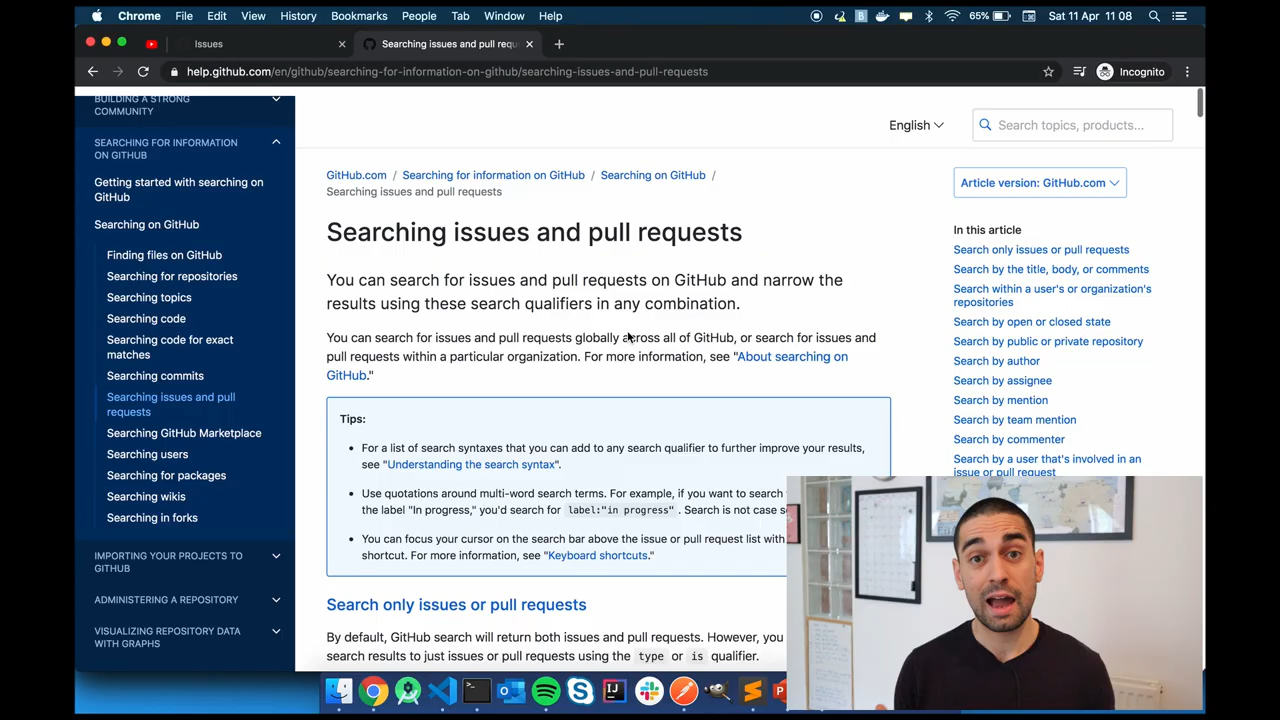 Chrome File Edit View History Bookmarks People Tab Window Help 65% Sat 11 Apr 11 08
Issues
Searching issues and pull requ
help.github.com/en/github/searching-for-information-on-github/searching-issues-and-pull-requests
Incognito
BUILDING A STRONG
COMMUNITY
SEARCHING FOR INFORMATION
ON GITHUB
Getting started with searching on
GitHub
Searching on GitHub
Finding files on GitHub
Searching for repositories
Searching topics
Searching code
Searching code for exact
matches
Searching commits
Searching issues and pull
requests
Searching GitHub Marketplace
Searching users
Searching for packages
Searching wikis
Searching in forks
IMPORTING YOUR PROJECTS TO
GITHUB
ADMINISTERING A REPOSITORY
VISUALIZING REPOSITORY DATA
WITH GRAPHS
English
Search topics, products...
GitHub.com / Searching for information on GitHub / Searching on GitHub /
Searching issues and pull requests
Searching issues and pull requests
You can search for issues and pull requests on GitHub and narrow the
results using these search qualifiers in any combination.
You can search for issues and pull requests globally across all of GitHub, or search for issues and
pull requests within a particular organization. For more information, see "About searching on
GitHub."
Tips:
• For a list of search syntaxes that you can add to any search qualifier to further improve your results,
see "Understanding the search syntax".
• Use quotations around multi-word search terms. For example, if you want to search
the label "In progress," you'd search for label:"in progress" . Search is not case s
• You can focus your cursor on the search bar above the issue or pull request list with
shortcut. For more information, see "Keyboard shortcuts."
Search only issues or pull requests
By default, GitHub search will return both issues and pull requests. However, you
search results to just issues or pull requests using the type or is qualifier.
Article version: GitHub.com
In this article
Search only issues or pull requests
Search by the title, body, or comments
Search within a user's or organization's
repositories
Search by open or closed state
Search by public or private repository
Search by author
Search by assignee
Search by mention
Search by team mention
Search by commenter
Search by a user that's involved in an
issue or pull request